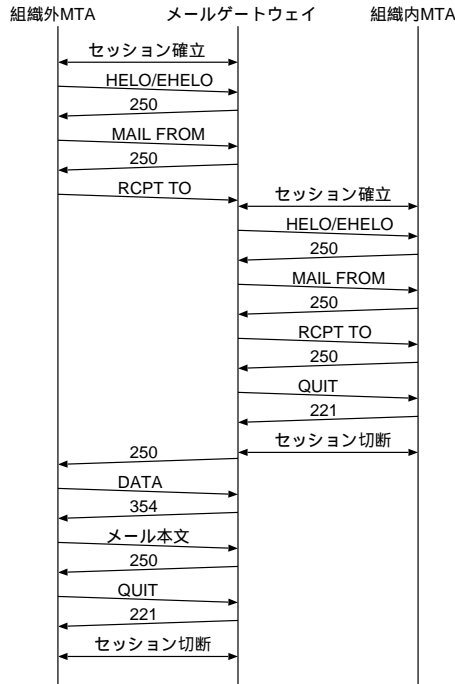 組織外MTA メールゲートウェイ 組織内MTA
セッション確立
HELO/EHELO
250
MAIL FROM
250
RCPT TO
セッション確立
HELO/EHELO
250
MAIL FROM
250
RCPT TO
250
QUIT
221
セッション切断
250
DATA
354
メール本文
250
QUIT
221
セッション切断